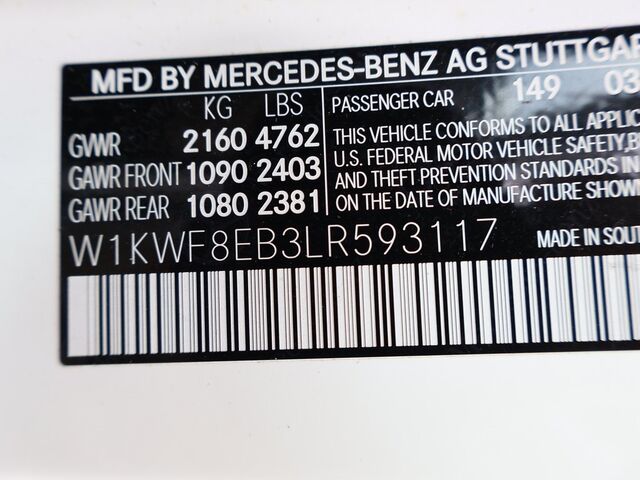 MFD BY MERCEDES-BENZ AG STUTTGAR
KG LBS
GVWR 2160 4762
GAWR FRONT 1090 2403
GAWR REAR 1080 2381
PASSENGER CAR 149 03
THIS VEHICLE CONFORMS TO ALL APPLIC
U.S. FEDERAL MOTOR VEHICLE SAFETY, B
AND THEFT PREVENTION STANDARDS IN
ON THE DATE OF MANUFACTURE SHOW
W1KWF8EB3LR593117
MADE IN SOUT